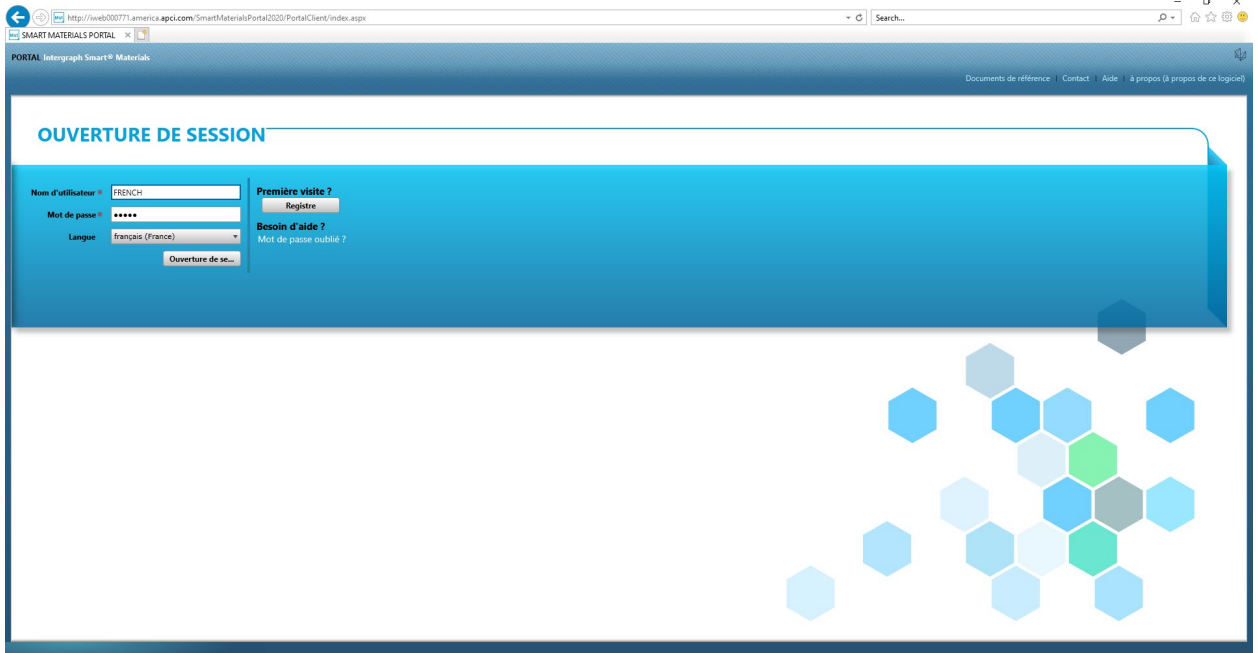 http://iweb000771.america.apci.com/SmartMaterialsPortal2020/PortalClient/index.aspx
Search...
SMART MATERIALS PORTAL
PORTAL Intergraph Smart® Materials
Documents de référence | Contact | Aide | à propos (à propos de ce logiciel)
OUVERTURE DE SESSION
Nom d'utilisateur * FRENCH
Mot de passe * •••••
Langue français (France)
Ouverture de se...
Première visite ?
Registre
Besoin d'aide ?
Mot de passe oublié ?